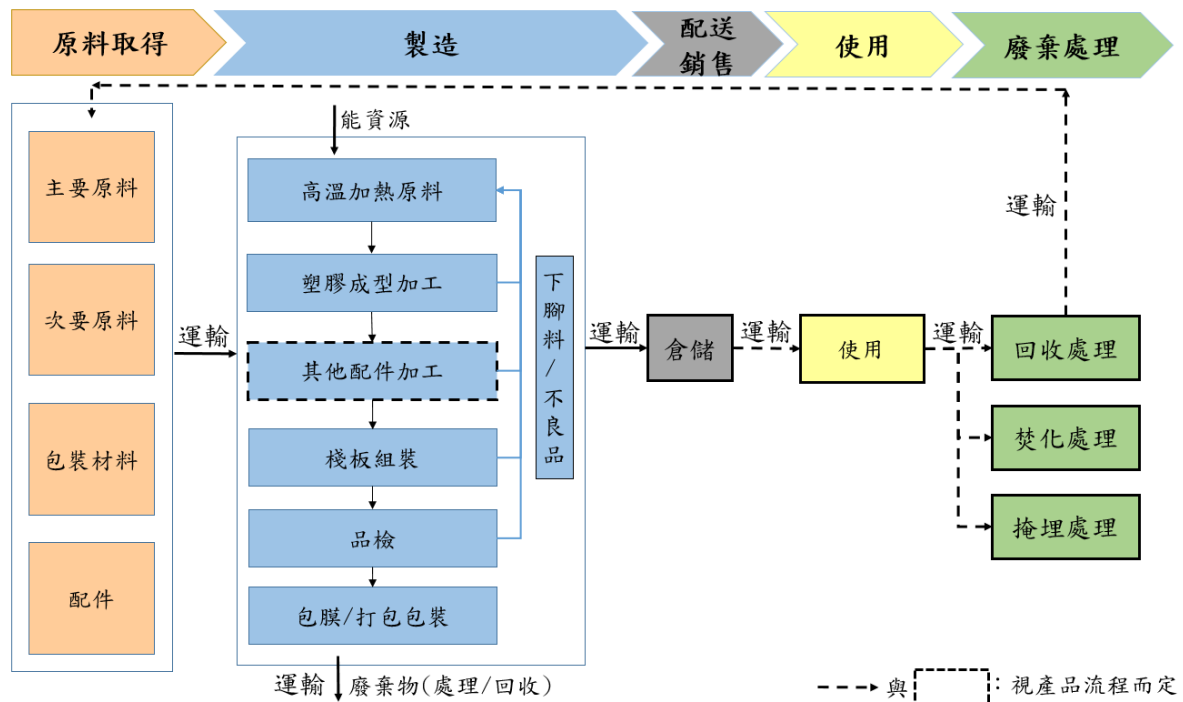 原料取得
製造
配送
銷售
使用
廢棄處理
能資源
主要原料
次要原料
包裝材料
配件
運輸
高溫加熱原料
塑膠成型加工
其他配件加工
棧板組裝
品檢
包膜/打包包裝
下
腳
料
/
不
良
品
運輸
廢棄物(處理/回收)
運輸
倉儲
運輸
使用
運輸
運輸
回收處理
焚化處理
掩埋處理
與
:視產品流程而定